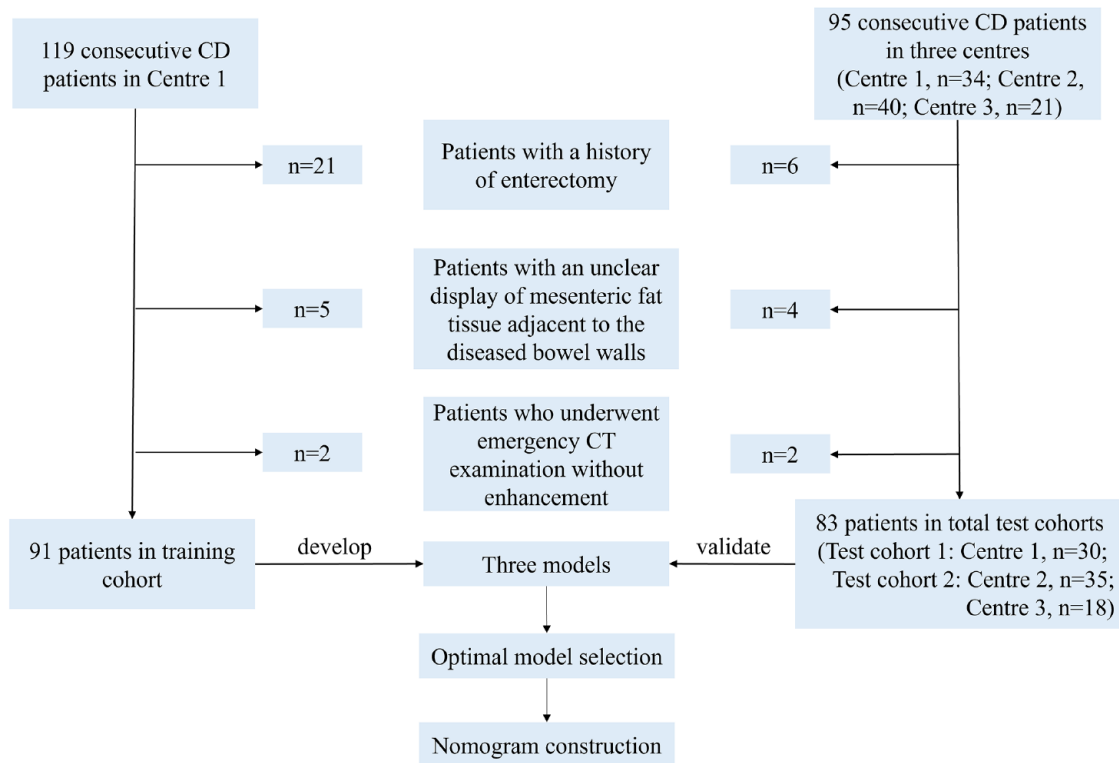 119 consecutive CD
patients in Centre 1
95 consecutive CD patients
in three centres
(Centre 1, n=34; Centre 2,
n=40; Centre 3, n=21)
n=21
Patients with a history
of enterectomy
n=6
n=5
Patients with an unclear
display of mesenteric fat
tissue adjacent to the
diseased bowel walls
n=4
n=2
Patients who underwent
emergency CT
examination without
enhancement
n=2
91 patients in training
cohort
develop
Three models
validate
83 patients in total test cohorts
(Test cohort 1: Centre 1, n=30;
Test cohort 2: Centre 2, n=35;
Centre 3, n=18)
Optimal model selection
Nomogram construction